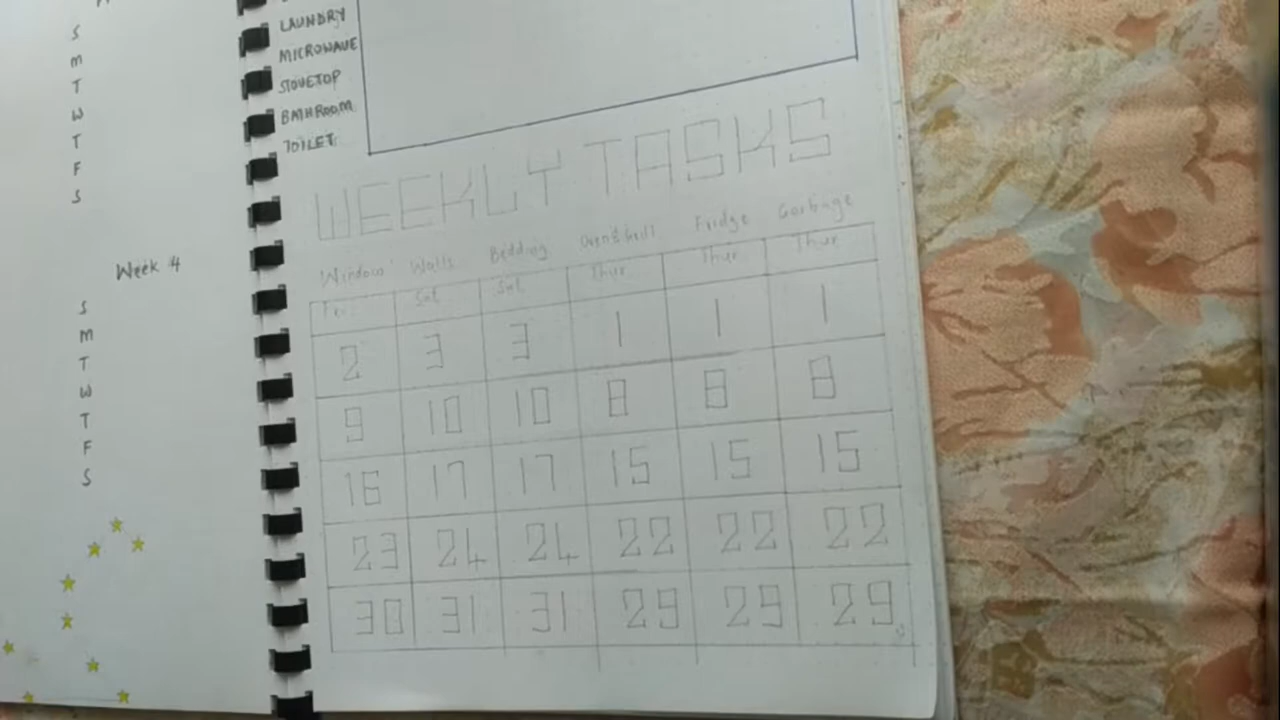 S
M
T
W
T
F
S
Week 4
S
M
T
W
T
F
S
LAUNDRY
MICROWAVE
STOVETOP
BATHROOM
TOILET
WEEKLY TASKS
Window Walls Bedding Oven&Grill Fridge Garbage
Fri Sat Sat Thur Thur Thur
2 3 3 1 1 1
9 10 10 8 8 8
16 17 17 15 15 15
23 24 24 22 22 22
30 31 31 29 29 29